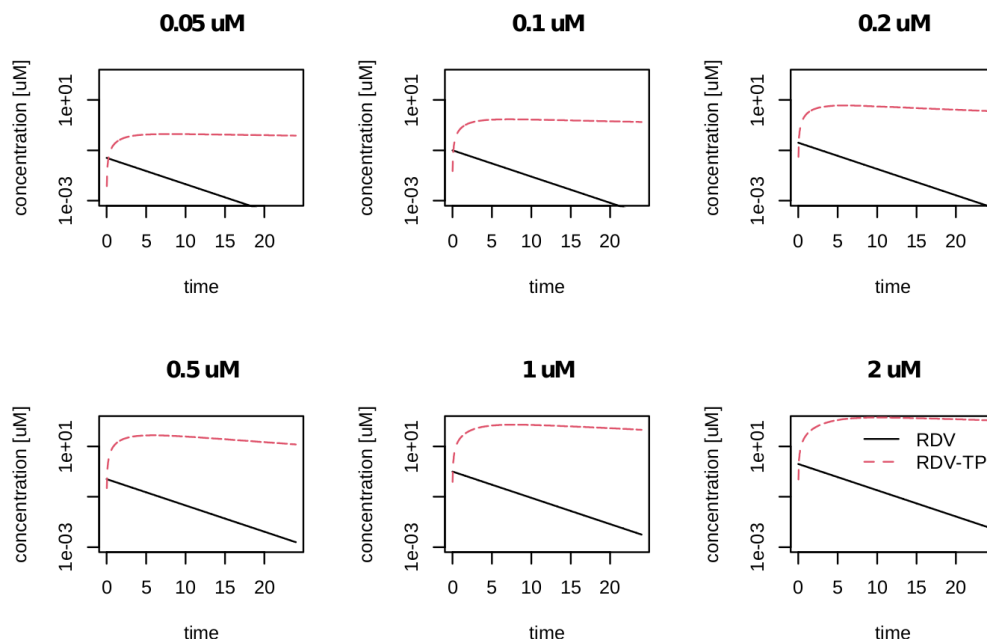 0.05 uM
0.1 uM
0.2 uM
concentration [uM]
1e-03
1e+01
0 5 10 15 20
time
concentration [uM]
1e-03
1e+01
0 5 10 15 20
time
concentration [uM]
1e-03
1e+01
0 5 10 15 20
time
0.5 uM
1 uM
2 uM
concentration [uM]
1e-03
1e+01
0 5 10 15 20
time
concentration [uM]
1e-03
1e+01
0 5 10 15 20
time
concentration [uM]
1e-03
1e+01
RDV
RDV-TP
0 5 10 15 20
time